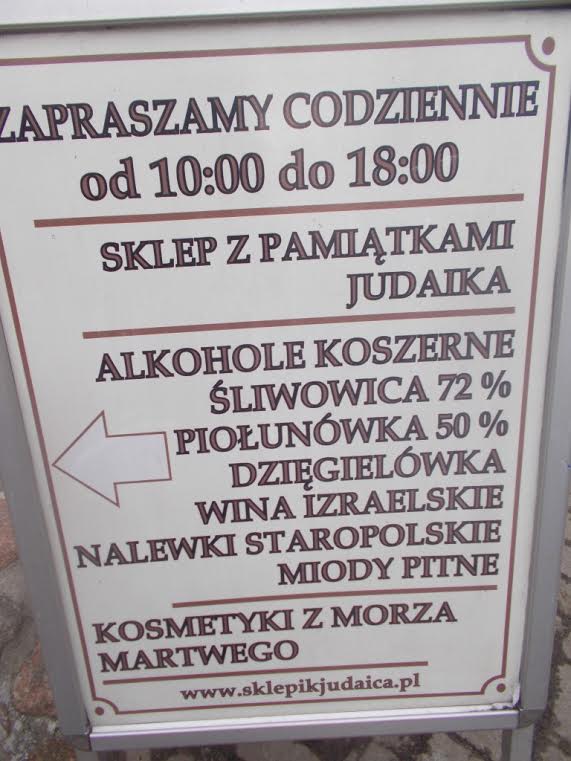 ZAPRASZAMY CODZIENNIE
od 10:00 do 18:00
SKLEP Z PAMIĄTKAMI
JUDAIKA
ALKOHOLE KOSZERNE
ŚLIWOWICA 72 %
PIOŁUNÓWKA 50 %
DZIĘGIELÓWKA
WINA IZRAELSKIE
NALEWKI STAROPOLSKIE
MIODY PITNE
KOSMETYKI Z MORZA
MARTWEGO
www.sklepikjudaica.pl